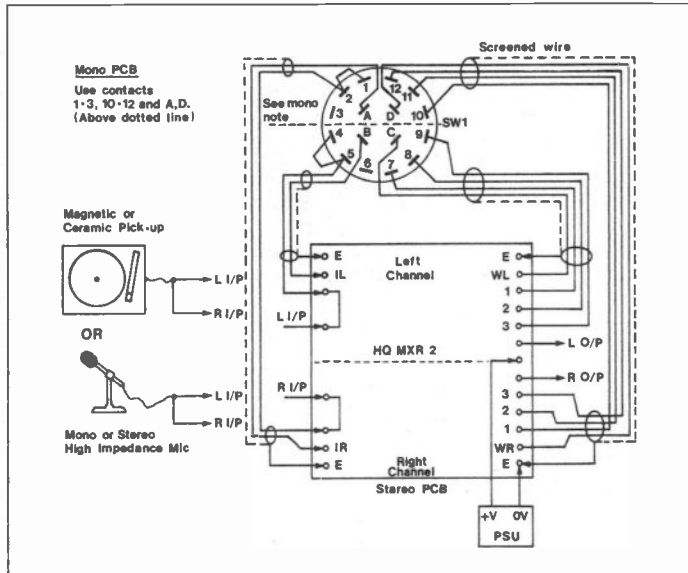 Screened wire
Mono PCB
Use contacts
1-3, 10-12 and A,D.
(Above dotted line)
See mono
note
1
2
3
4
5
6
7
8
9
10
11
12
A
B
C
D
SW1
Magnetic or
Ceramic Pick-up
L I/P
R I/P
OR
L I/P
R I/P
Mono or Stereo
High Impedance Mic
E
IL
L I/P
R I/P
IR
E
Left
Channel
HQ MXR 2
Right
Channel
Stereo PCB
E
WL
1
2
3
L O/P
R O/P
3
2
1
WR
E
+V 0V
PSU